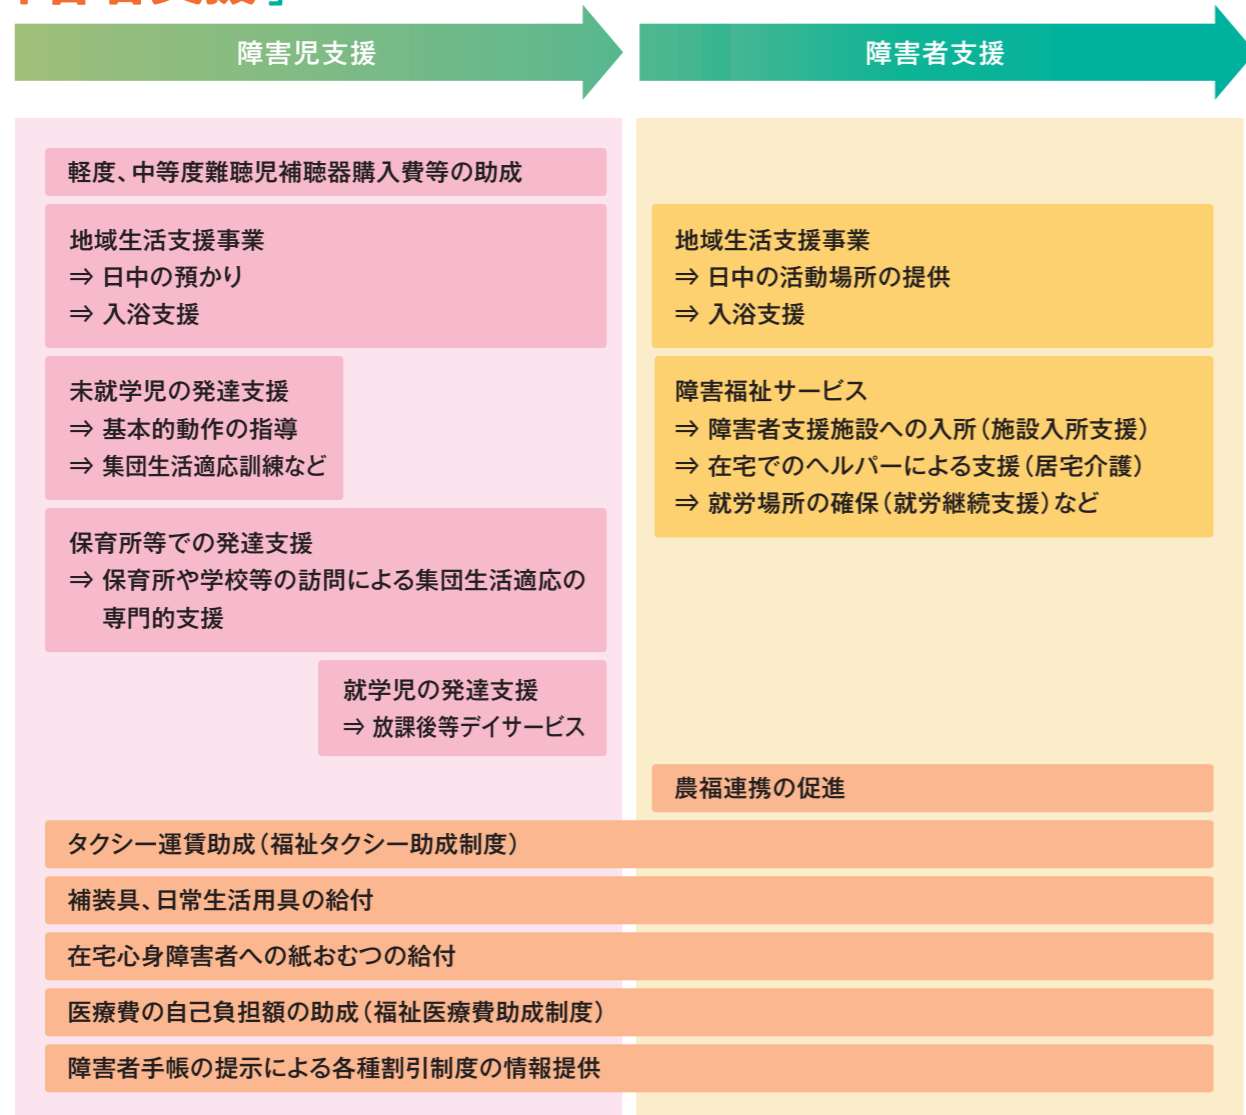 障害児支援
障害者支援
軽度、中等度難聴児補聴器購入費等の助成
地域生活支援事業
⇒ 日中の預かり
⇒ 入浴支援
未就学児の発達支援
⇒ 基本的動作の指導
⇒ 集団生活適応訓練など
保育所等での発達支援
⇒ 保育所や学校等の訪問による集団生活適応の
専門的支援
就学児の発達支援
⇒ 放課後等デイサービス
地域生活支援事業
⇒ 日中の活動場所の提供
⇒ 入浴支援
障害福祉サービス
⇒ 障害者支援施設への入所（施設入所支援）
⇒ 在宅でのヘルパーによる支援（居宅介護）
⇒ 就労場所の確保（就労継続支援）など
農福連携の促進
タクシー運賃助成（福祉タクシー助成制度）
補装具、日常生活用具の給付
在宅心身障害者への紙おむつの給付
医療費の自己負担額の助成（福祉医療費助成制度）
障害者手帳の提示による各種割引制度の情報提供